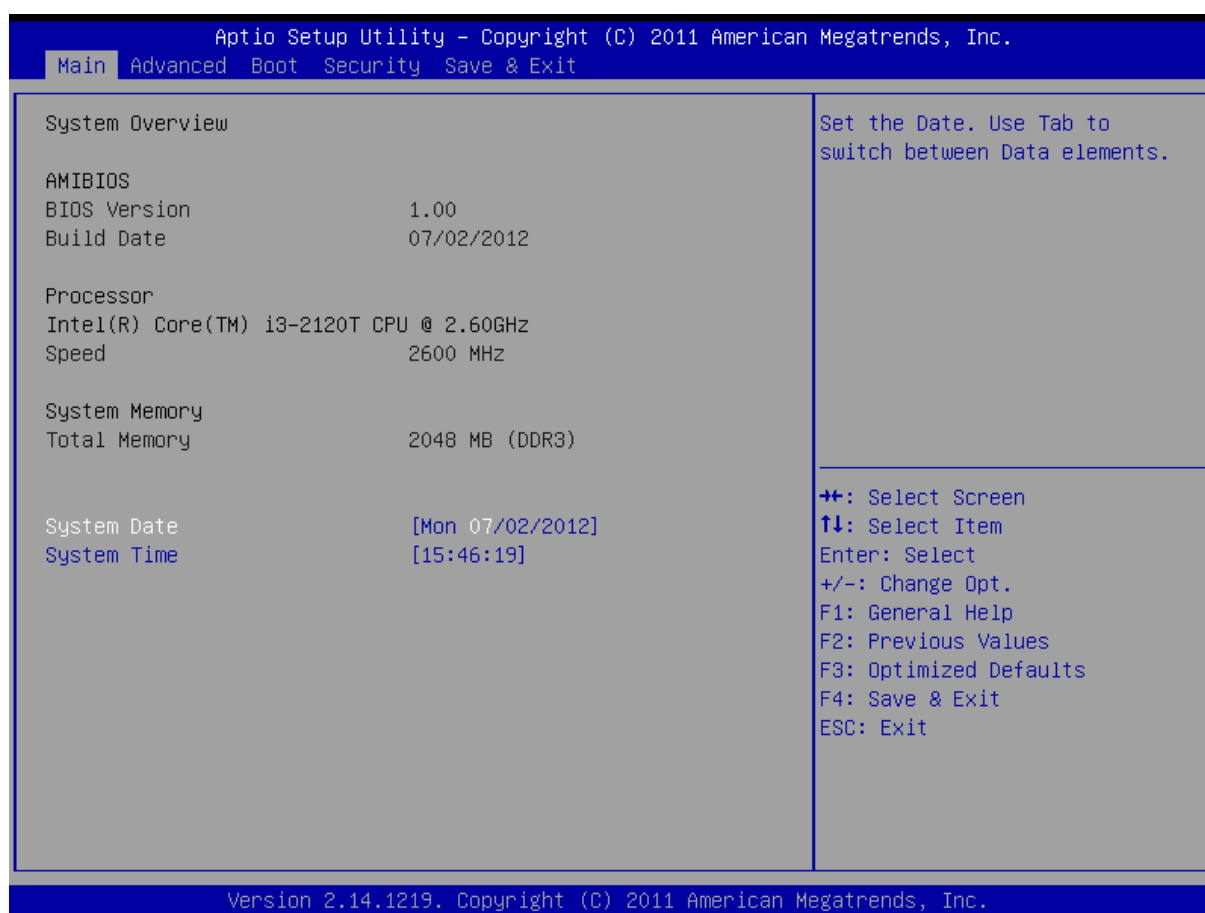 Aptio Setup Utility – Copyright (C) 2011 American Megatrends, Inc.
Main Advanced Boot Security Save & Exit
System Overview
AMIBIOS
BIOS Version 1.00
Build Date 07/02/2012
Processor
Intel(R) Core(TM) i3-2120T CPU @ 2.60GHz
Speed 2600 MHz
System Memory
Total Memory 2048 MB (DDR3)
System Date [Mon 07/02/2012]
System Time [15:46:19]
Set the Date. Use Tab to
switch between Data elements.
→←: Select Screen
↑↓: Select Item
Enter: Select
+/-: Change Opt.
F1: General Help
F2: Previous Values
F3: Optimized Defaults
F4: Save & Exit
ESC: Exit
Version 2.14.1219. Copyright (C) 2011 American Megatrends, Inc.